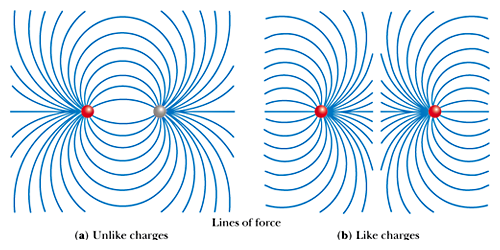 Lines of force
(a) Unlike charges
(b) Like charges